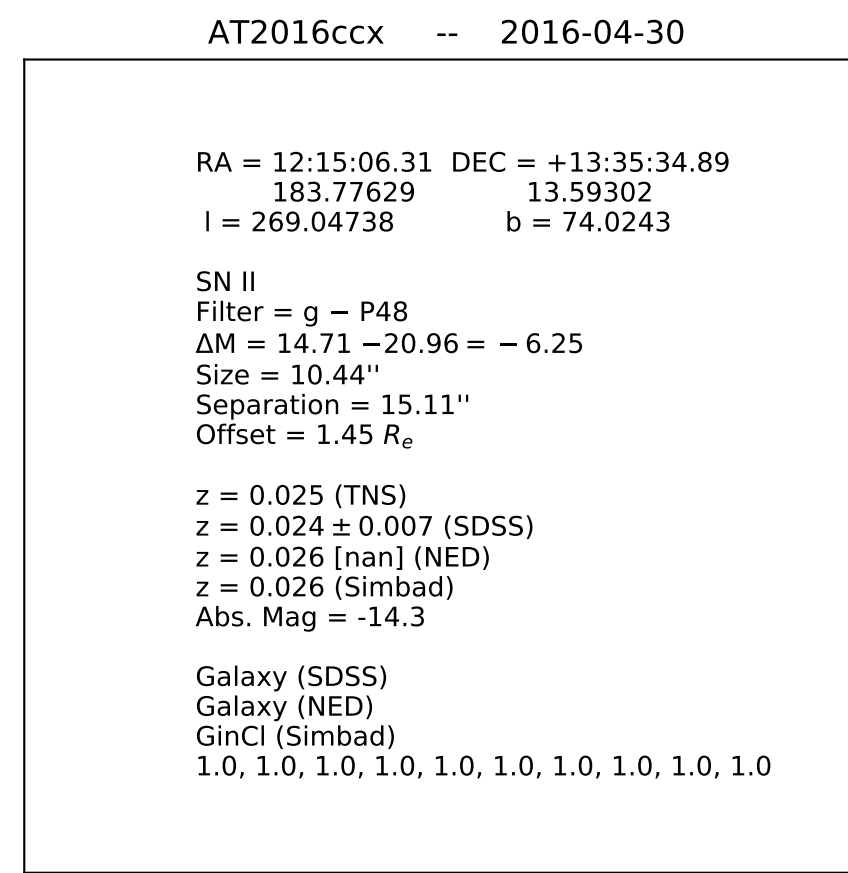 AT2016ccx -- 2016-04-30
RA = 12:15:06.31 DEC = +13:35:34.89
183.77629 13.59302
l = 269.04738 b = 74.0243
SN II
Filter = g − P48
ΔM = 14.71 −20.96 = − 6.25
Size = 10.44''
Separation = 15.11''
Offset = 1.45 Rₑ
z = 0.025 (TNS)
z = 0.024 ± 0.007 (SDSS)
z = 0.026 [nan] (NED)
z = 0.026 (Simbad)
Abs. Mag = -14.3
Galaxy (SDSS)
Galaxy (NED)
GinCl (Simbad)
1.0, 1.0, 1.0, 1.0, 1.0, 1.0, 1.0, 1.0, 1.0, 1.0